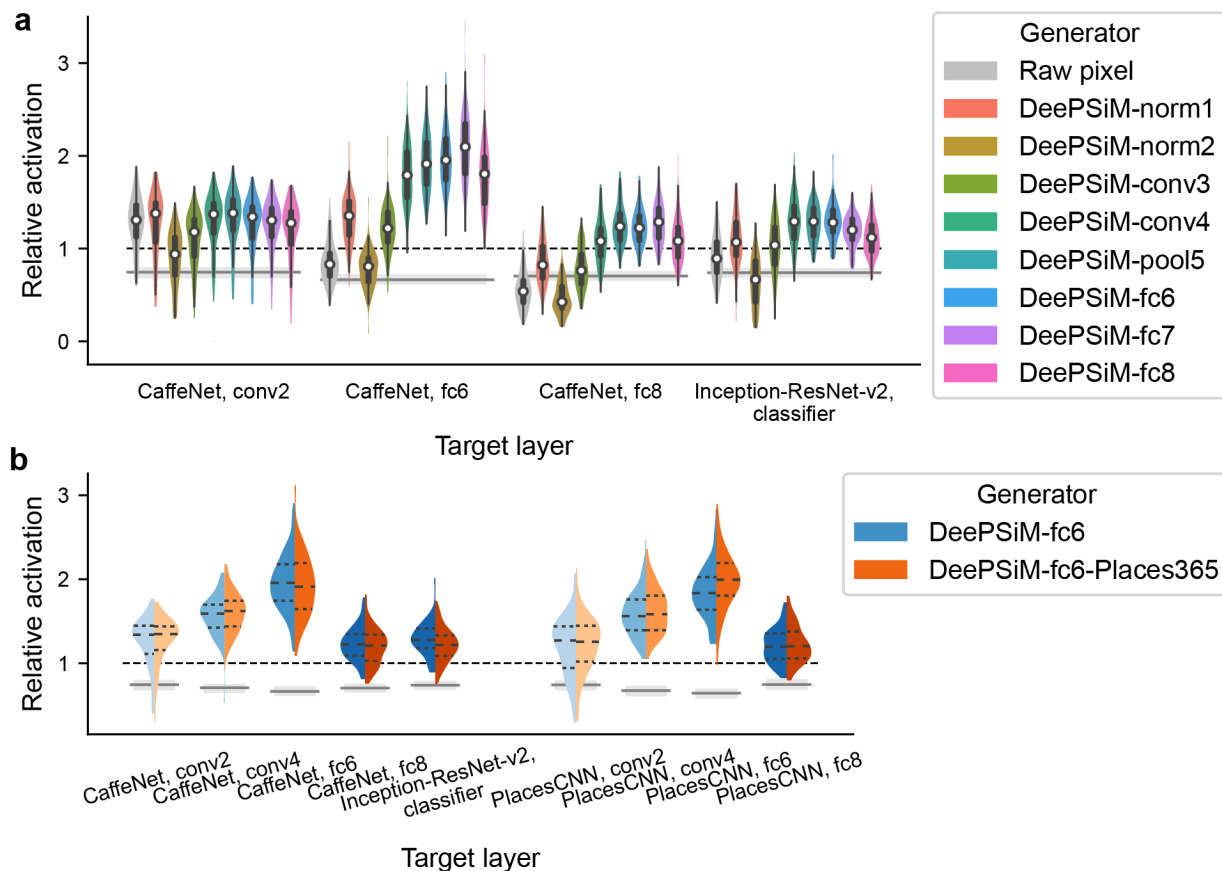 a
Relative activation
3
2
1
0
CaffeNet, conv2
CaffeNet, fc6
CaffeNet, fc8
Inception-ResNet-v2,
classifier
Target layer
Generator
Raw pixel
DeePSiM-norm1
DeePSiM-norm2
DeePSiM-conv3
DeePSiM-conv4
DeePSiM-pool5
DeePSiM-fc6
DeePSiM-fc7
DeePSiM-fc8
b
Relative activation
3
2
1
CaffeNet, conv2
CaffeNet, conv4
CaffeNet, fc6
CaffeNet, fc8
Inception-ResNet-v2,
classifier
PlacesCNN, conv2
PlacesCNN, conv4
PlacesCNN, fc6
PlacesCNN, fc8
Target layer
Generator
DeePSiM-fc6
DeePSiM-fc6-Places365